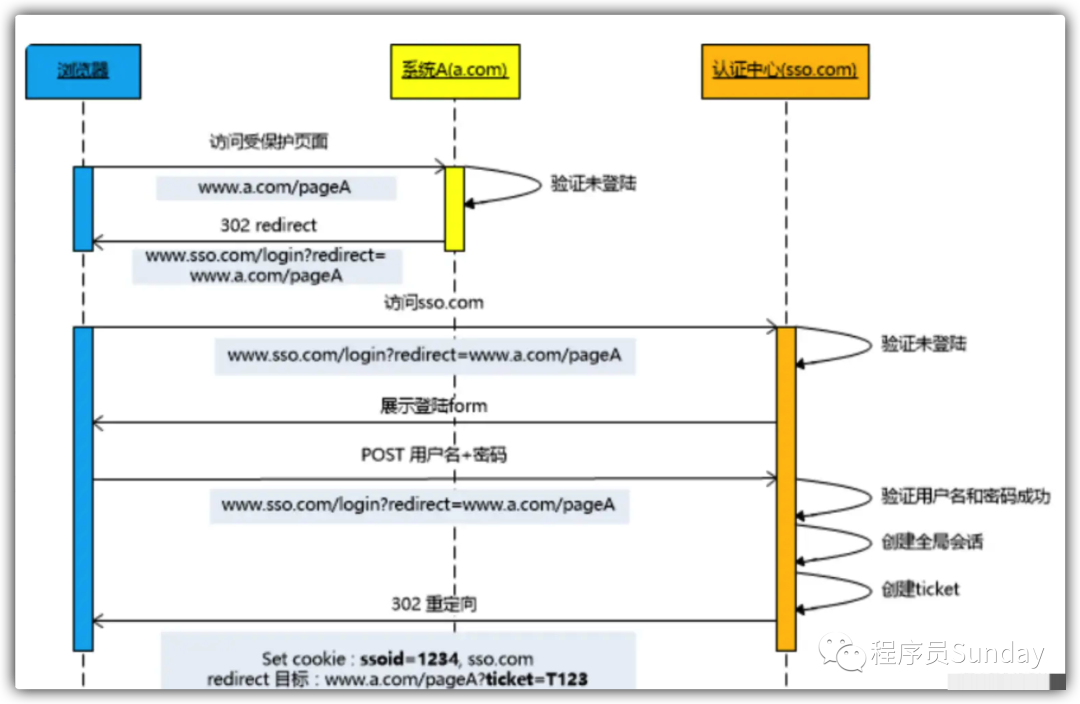 浏览器
系统A(a.com)
认证中心(sso.com)
访问受保护页面
www.a.com/pageA
验证未登陆
302 redirect
www.sso.com/login?redirect=
www.a.com/pageA
访问sso.com
www.sso.com/login?redirect=www.a.com/pageA
验证未登陆
展示登陆form
POST 用户名+密码
www.sso.com/login?redirect=www.a.com/pageA
验证用户名和密码成功
创建全局会话
创建ticket
302 重定向
Set cookie : ssoid=1234, sso.com
redirect 目标 : www.a.com/pageA?ticket=T123
程序员Sunday